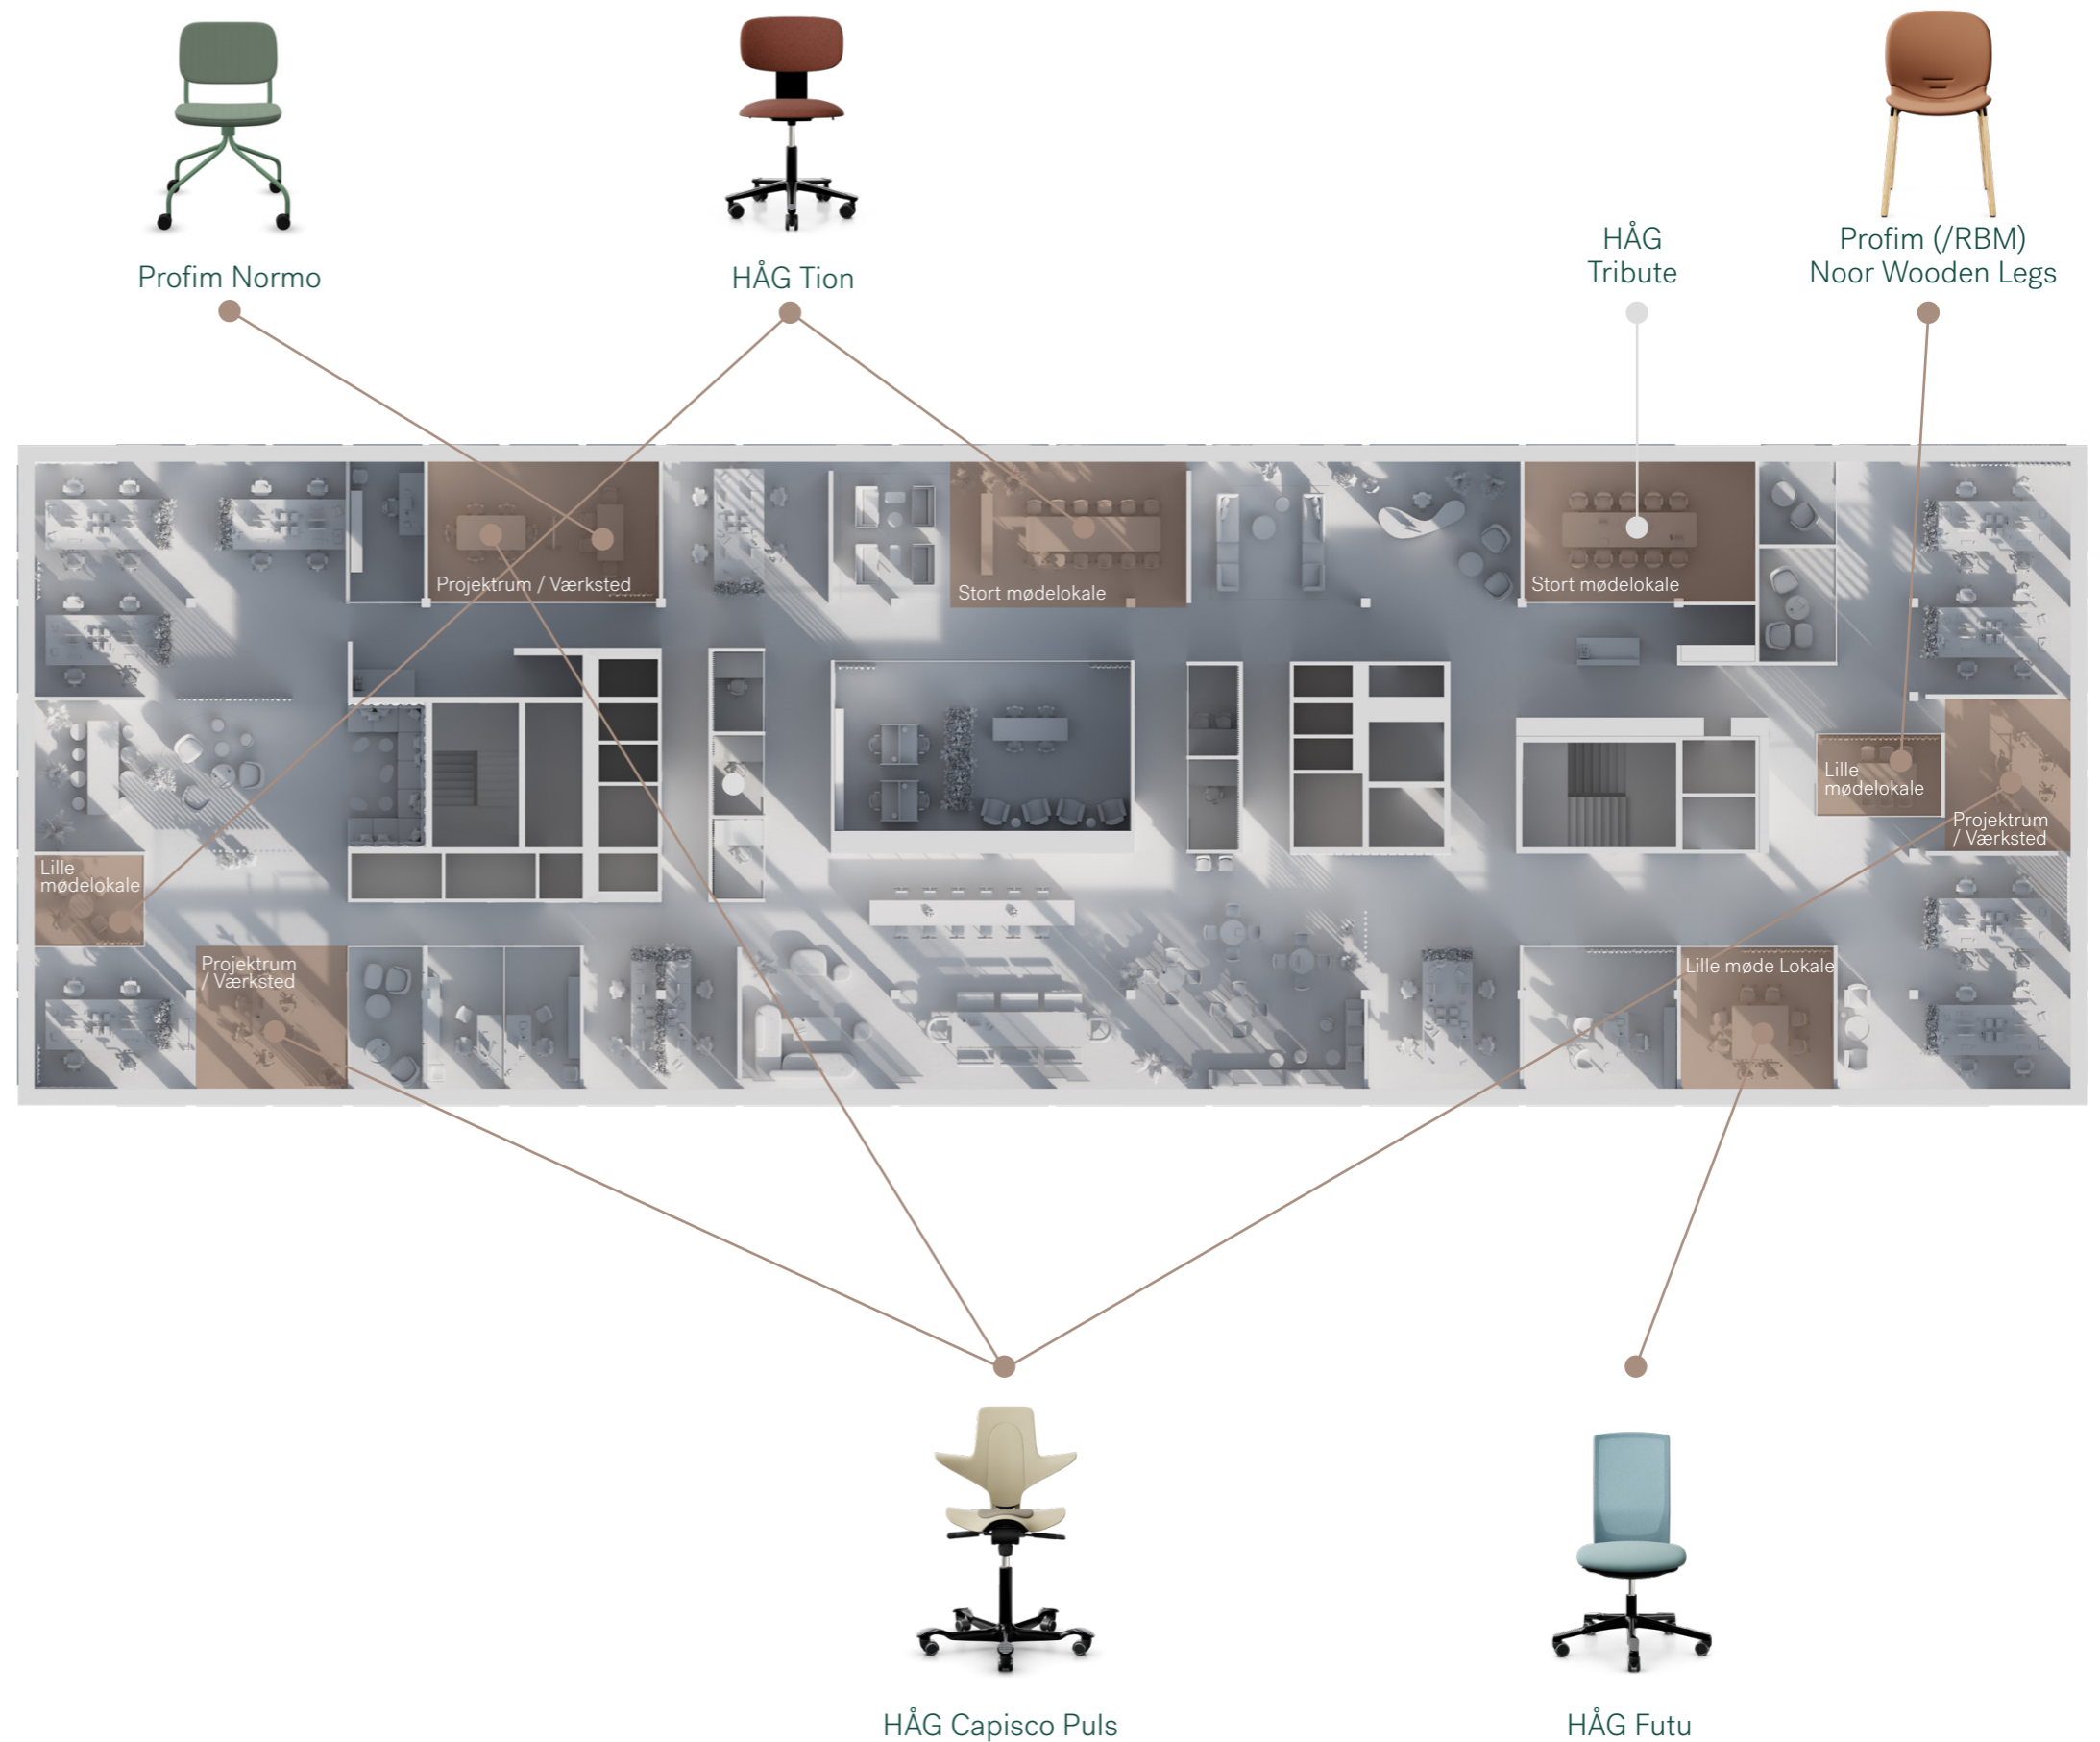 HÅG
Tribute
Profim (/RBM)
Noor Wooden Legs
Profim Normo
HÅG Tion
Projektrum / Værksted
Stort mødelokale
Stort mødelokale
Lille
mødelokale
Projektrum
/ Værksted
Lille
mødelokale
Projektrum
/ Værksted
Lille møde Lokale
HÅG Capisco Puls
HÅG Futu